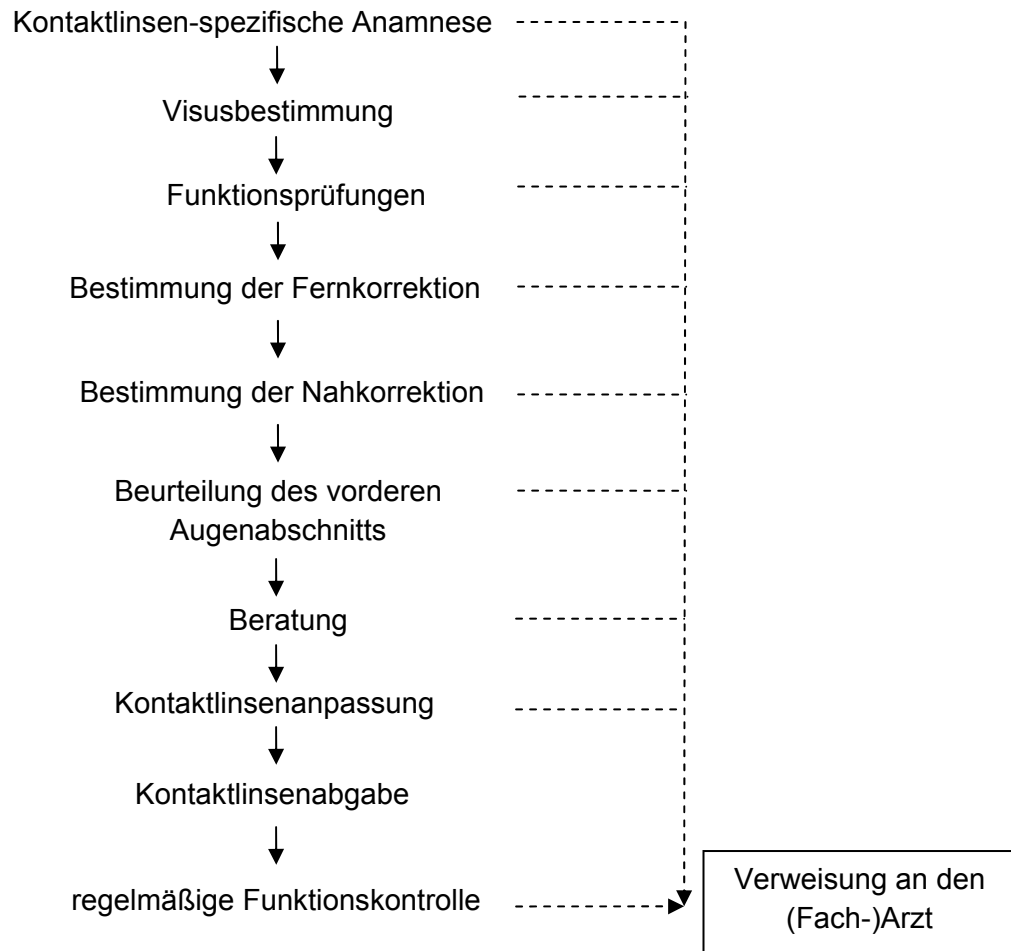 Kontaktlinsen-spezifische Anamnese
Visusbestimmung
Funktionsprüfungen
Bestimmung der Fernkorrektion
Bestimmung der Nahkorrektion
Beurteilung des vorderen
Augenabschnitts
Beratung
Kontaktlinsenanpassung
Kontaktlinsenabgabe
regelmäßige Funktionskontrolle
Verweisung an den
(Fach-)Arzt